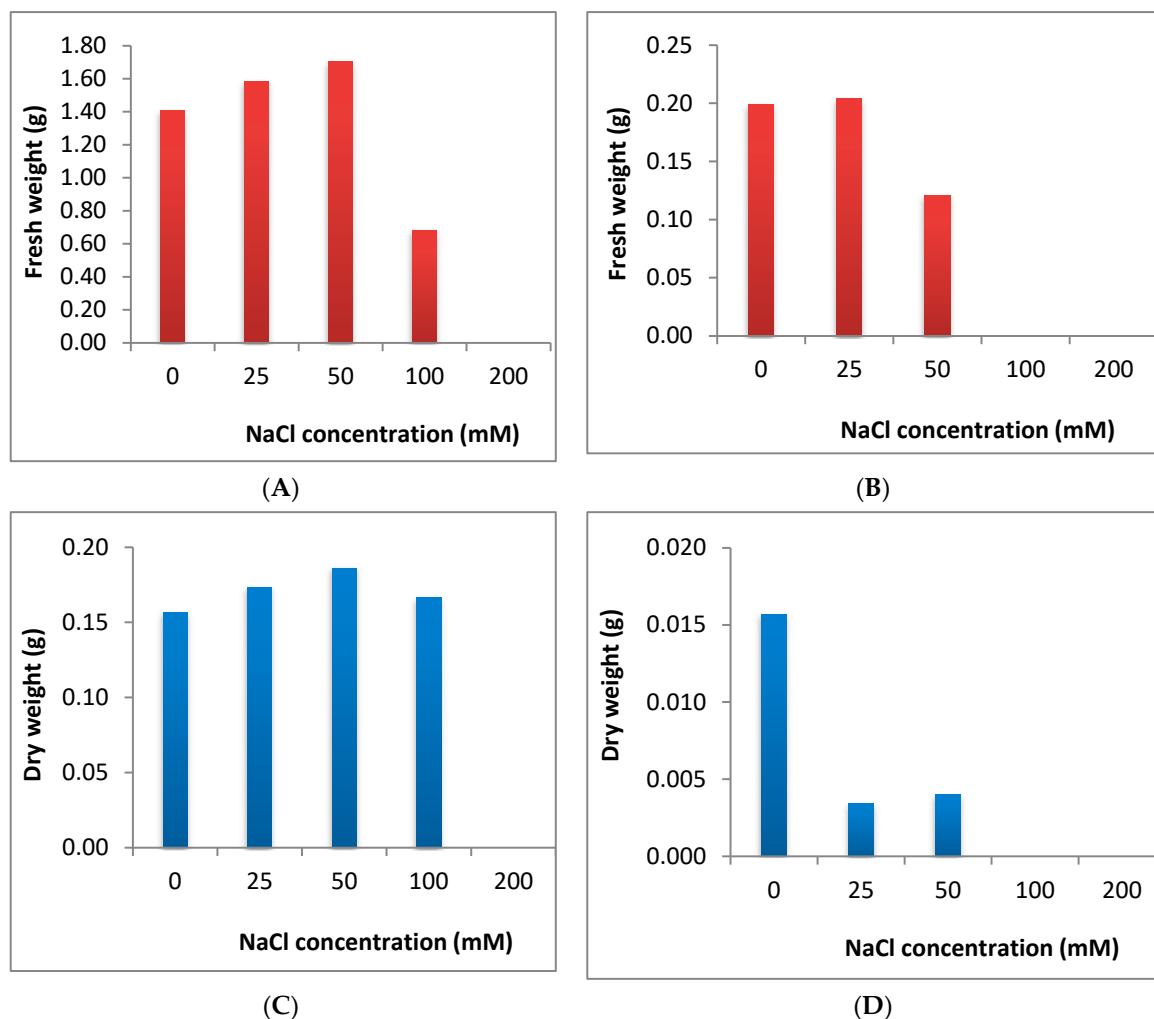 Fresh weight (g)
1.80
1.60
1.40
1.20
1.00
0.80
0.60
0.40
0.20
0.00
0 25 50 100 200
NaCl concentration (mM)
(A)
Fresh weight (g)
0.25
0.20
0.15
0.10
0.05
0.00
0 25 50 100 200
NaCl concentration (mM)
(B)
Dry weight (g)
0.20
0.15
0.10
0.05
0.00
0 25 50 100 200
NaCl concentration (mM)
(C)
Dry weight (g)
0.020
0.015
0.010
0.005
0.000
0 25 50 100 200
NaCl concentration (mM)
(D)